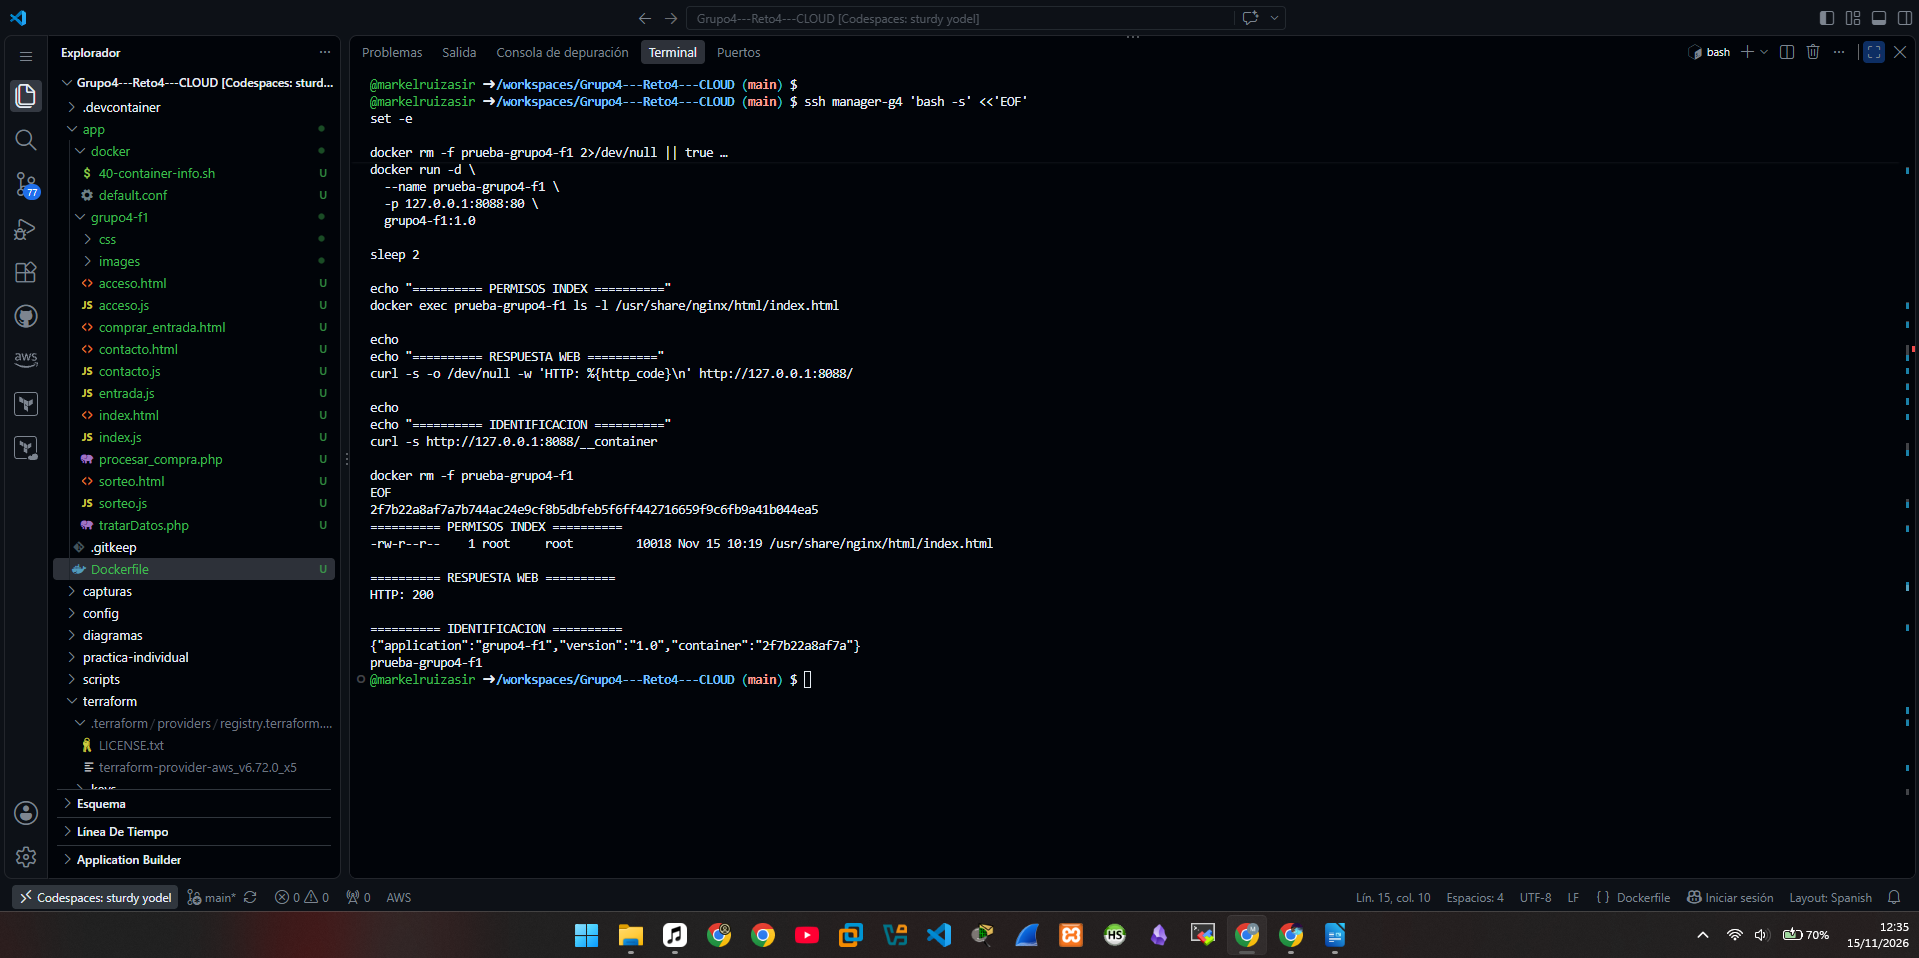 Grupo4---Reto4---CLOUD [Codespaces: sturdy yodel]
Explorador
Grupo4---Reto4---CLOUD [Codespaces: sturd...
.devcontainer
app
docker
$ 40-container-info.sh U
default.conf U
grupo4-f1
css
images
<> acceso.html U
JS acceso.js U
<> comprar_entrada.html U
<> contacto.html U
JS contacto.js U
JS entrada.js U
<> index.html U
JS index.js U
procesar_compra.php U
<> sorteo.html U
JS sorteo.js U
tratarDatos.php U
.gitkeep
Dockerfile U
capturas
config
diagramas
practica-individual
scripts
terraform
.terraform / providers / registry.terraform....
LICENSE.txt
terraform-provider-aws_v6.72.0_x5
keys
Esquema
Línea De Tiempo
Application Builder
77
aws
Problemas Salida Consola de depuración Terminal Puertos
bash
@markelruizasir ➜/workspaces/Grupo4---Reto4---CLOUD (main) $
@markelruizasir ➜/workspaces/Grupo4---Reto4---CLOUD (main) $ ssh manager-g4 'bash -s' <<'EOF'
set -e
docker rm -f prueba-grupo4-f1 2>/dev/null || true …
docker run -d \
--name prueba-grupo4-f1 \
-p 127.0.0.1:8088:80 \
grupo4-f1:1.0
sleep 2
echo "========== PERMISOS INDEX =========="
docker exec prueba-grupo4-f1 ls -l /usr/share/nginx/html/index.html
echo
echo "========== RESPUESTA WEB =========="
curl -s -o /dev/null -w 'HTTP: %{http_code}\n' http://127.0.0.1:8088/
echo
echo "========== IDENTIFICACION =========="
curl -s http://127.0.0.1:8088/__container
docker rm -f prueba-grupo4-f1
EOF
2f7b22a8af7a7b744ac24e9cf8b5dbfeb5f6ff442716659f9c6fb9a41b044ea5
========== PERMISOS INDEX ==========
-rw-r--r-- 1 root root 10018 Nov 15 10:19 /usr/share/nginx/html/index.html
========== RESPUESTA WEB ==========
HTTP: 200
========== IDENTIFICACION ==========
{"application":"grupo4-f1","version":"1.0","container":"2f7b22a8af7a"}
prueba-grupo4-f1
@markelruizasir ➜/workspaces/Grupo4---Reto4---CLOUD (main) $
Codespaces: sturdy yodel main* 0 0 0 AWS
Lín. 15, col. 10 Espacios: 4 UTF-8 LF { } Dockerfile Iniciar sesión Layout: Spanish
HS
M
70%
12:35
15/11/2026